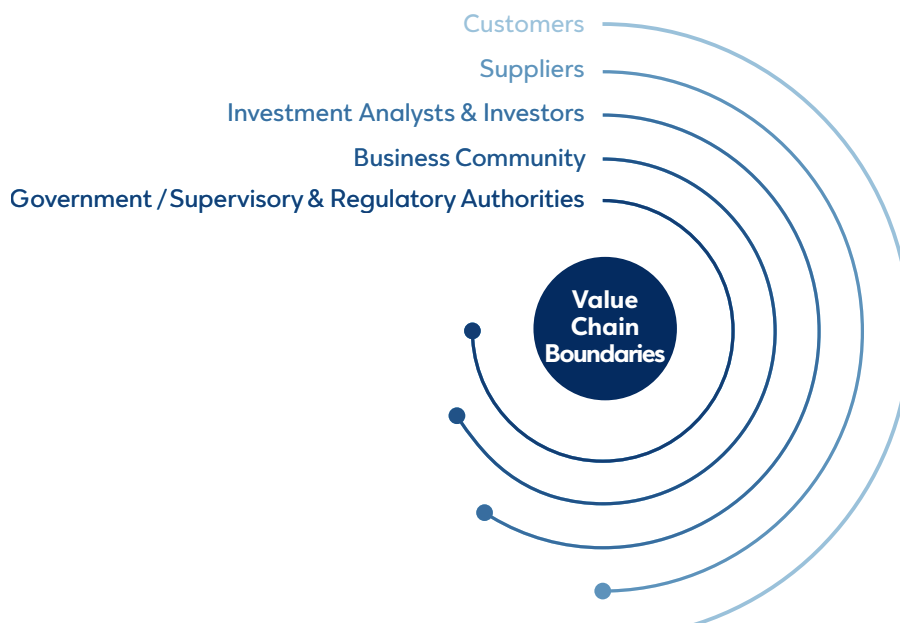 Customers
Suppliers
Investment Analysts & Investors
Business Community
Government / Supervisory & Regulatory Authorities
Value
Chain
Boundaries